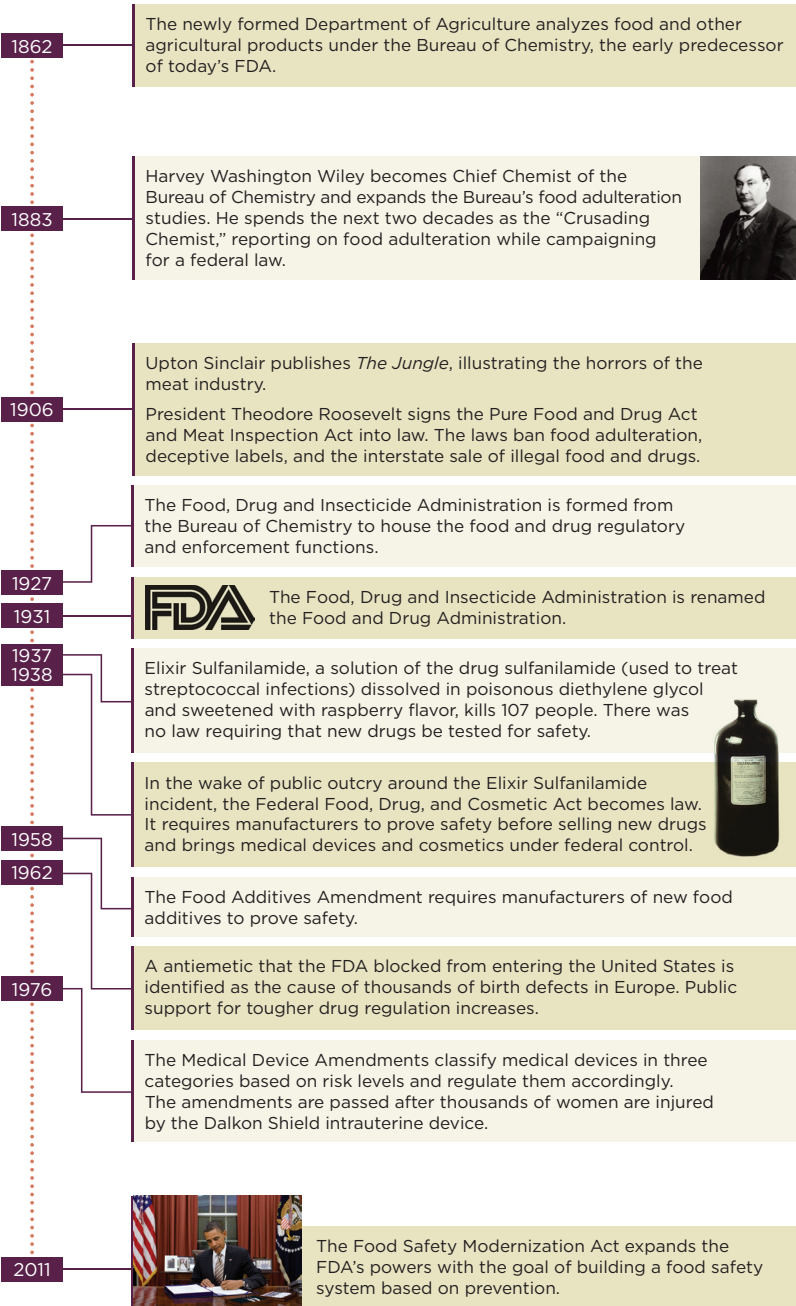 1862
The newly formed Department of Agriculture analyzes food and other
agricultural products under the Bureau of Chemistry, the early predecessor
of today's FDA.
1883
Harvey Washington Wiley becomes Chief Chemist of the
Bureau of Chemistry and expands the Bureau's food adulteration
studies. He spends the next two decades as the “Crusading
Chemist,” reporting on food adulteration while campaigning
for a federal law.
1906
Upton Sinclair publishes The Jungle, illustrating the horrors of the
meat industry.
President Theodore Roosevelt signs the Pure Food and Drug Act
and Meat Inspection Act into law. The laws ban food adulteration,
deceptive labels, and the interstate sale of illegal food and drugs.
1927
The Food, Drug and Insecticide Administration is formed from
the Bureau of Chemistry to house the food and drug regulatory
and enforcement functions.
1931
FDA
The Food, Drug and Insecticide Administration is renamed
the Food and Drug Administration.
1937
Elixir Sulfanilamide, a solution of the drug sulfanilamide (used to treat
streptococcal infections) dissolved in poisonous diethylene glycol
and sweetened with raspberry flavor, kills 107 people. There was
no law requiring that new drugs be tested for safety.
1938
In the wake of public outcry around the Elixir Sulfanilamide
incident, the Federal Food, Drug, and Cosmetic Act becomes law.
It requires manufacturers to prove safety before selling new drugs
and brings medical devices and cosmetics under federal control.
1958
The Food Additives Amendment requires manufacturers of new food
additives to prove safety.
1962
A antiemetic that the FDA blocked from entering the United States is
identified as the cause of thousands of birth defects in Europe. Public
support for tougher drug regulation increases.
1976
The Medical Device Amendments classify medical devices in three
categories based on risk levels and regulate them accordingly.
The amendments are passed after thousands of women are injured
by the Dalkon Shield intrauterine device.
2011
The Food Safety Modernization Act expands the
FDA's powers with the goal of building a food safety
system based on prevention.